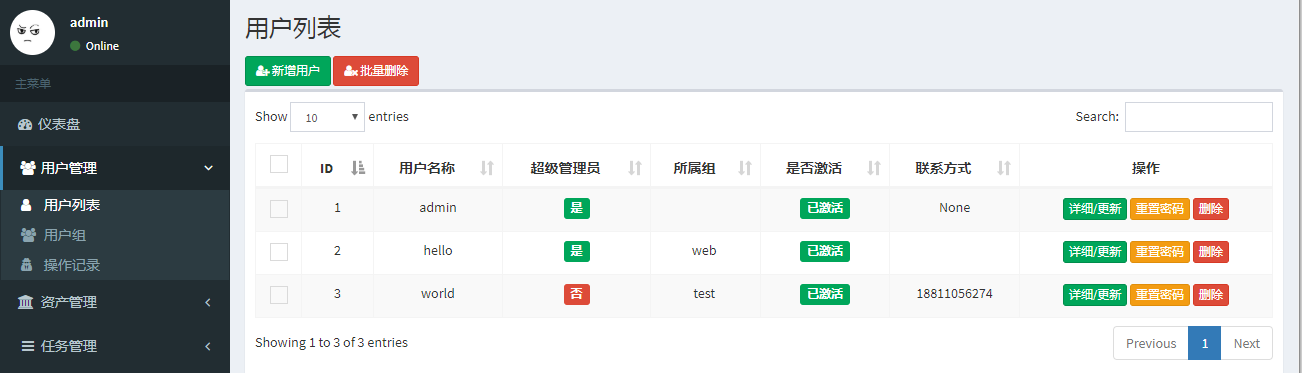 admin
Online
主菜单
仪表盘
用户管理
用户列表
用户组
操作记录
资产管理
任务管理
用户列表
新增用户 批量删除
Show 10 entries Search:
ID 用户名称 超级管理员 所属组 是否激活 联系方式 操作
1 admin 是 已激活 None 详细/更新 重置密码 删除
2 hello 是 web 已激活 详细/更新 重置密码 删除
3 world 否 test 已激活 18811056274 详细/更新 重置密码 删除
Showing 1 to 3 of 3 entries Previous 1 Next